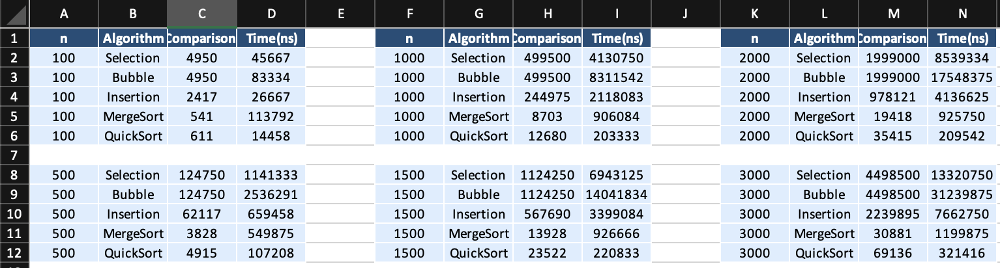 A B C D E F G H I J K L M N
1 n Algorithm Comparison Time(ns) n Algorithm Comparison Time(ns) n Algorithm Comparison Time(ns)
2 100 Selection 4950 45667 1000 Selection 499500 4130750 2000 Selection 1999000 8539334
3 100 Bubble 4950 83334 1000 Bubble 499500 8311542 2000 Bubble 1999000 17548375
4 100 Insertion 2417 26667 1000 Insertion 244975 2118083 2000 Insertion 978121 4136625
5 100 MergeSort 541 113792 1000 MergeSort 8703 906084 2000 MergeSort 19418 925750
6 100 QuickSort 611 14458 1000 QuickSort 12680 203333 2000 QuickSort 35415 209542
7
8 500 Selection 124750 1141333 1500 Selection 1124250 6943125 3000 Selection 4498500 13320750
9 500 Bubble 124750 2536291 1500 Bubble 1124250 14041834 3000 Bubble 4498500 31239875
10 500 Insertion 62117 659458 1500 Insertion 567690 3399084 3000 Insertion 2239895 7662750
11 500 MergeSort 3828 549875 1500 MergeSort 13928 926666 3000 MergeSort 30881 1199875
12 500 QuickSort 4915 107208 1500 QuickSort 23522 220833 3000 QuickSort 69136 321416